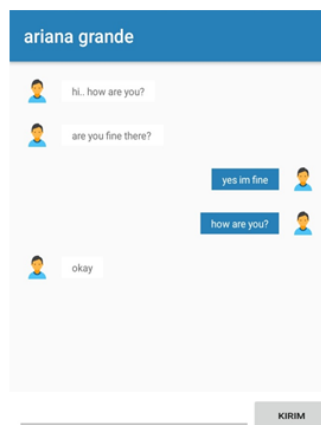 ariana grande
hi.. how are you?
are you fine there?
yes im fine
how are you?
okay
KIRIM